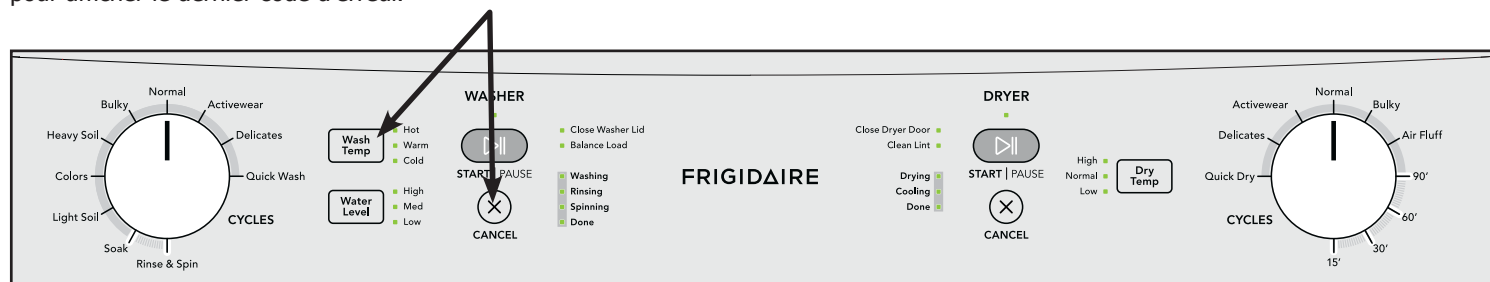 pour afficher le dernier code d'erreur.
WASHER
DRYER
Normal
Bulky
Activewear
Heavy Soil
Delicates
Colors
Quick Wash
Light Soil
CYCLES
Soak
Rinse & Spin
Wash
Temp
Hot
Warm
Cold
Water
Level
High
Med
Low
START | PAUSE
CANCEL
Close Washer Lid
Balance Load
Washing
Rinsing
Spinning
Done
FRIGIDAIRE
Close Dryer Door
Clean Lint
Drying
Cooling
Done
START | PAUSE
CANCEL
High
Normal
Low
Dry
Temp
Normal
Activewear
Bulky
Delicates
Air Fluff
Quick Dry
90'
CYCLES
60'
30'
15'